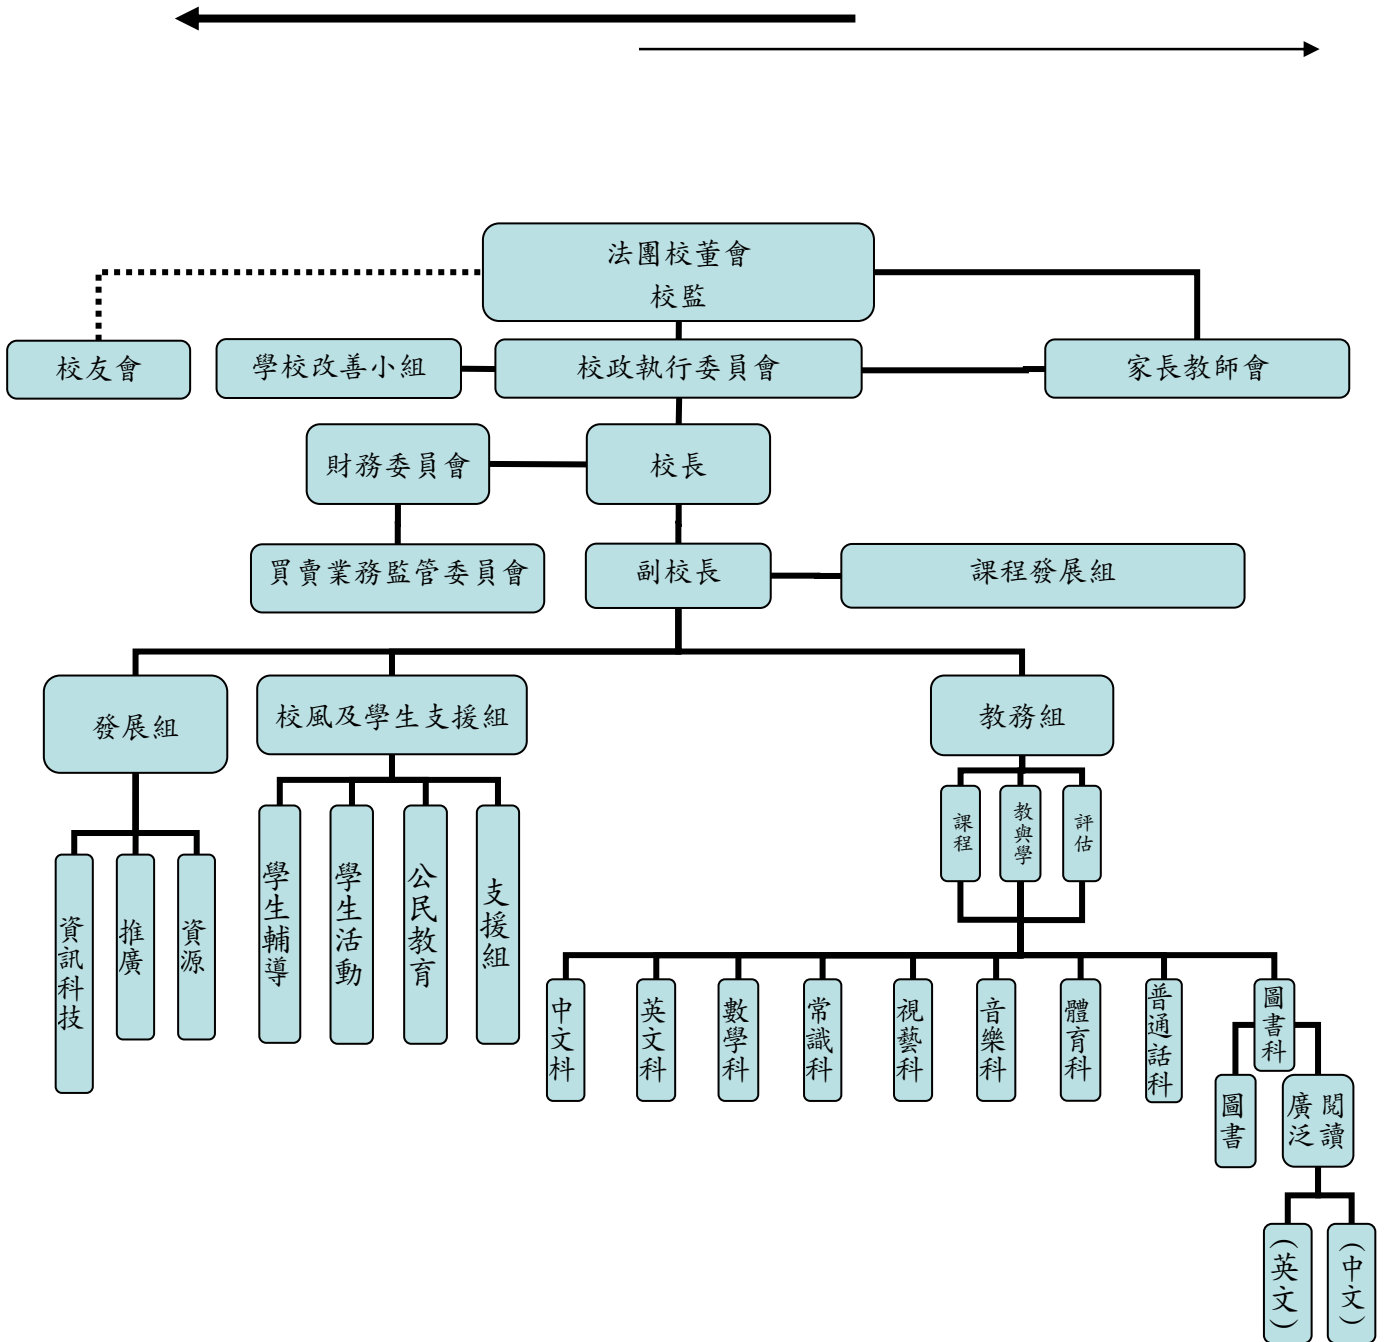 法團校董會
校監
校友會
學校改善小組
校政執行委員會
家長教師會
財務委員會
校長
買賣業務監管委員會
副校長
課程發展組
發展組
校風及學生支援組
教務組
課程
教與學
評估
資訊科技
推廣
資源
學生輔導
學生活動
公民教育
支援組
中文科
英文科
數學科
常識科
視藝科
音樂科
體育科
普通話科
圖書科
圖書
廣泛
閱讀
(英文)
(中文)